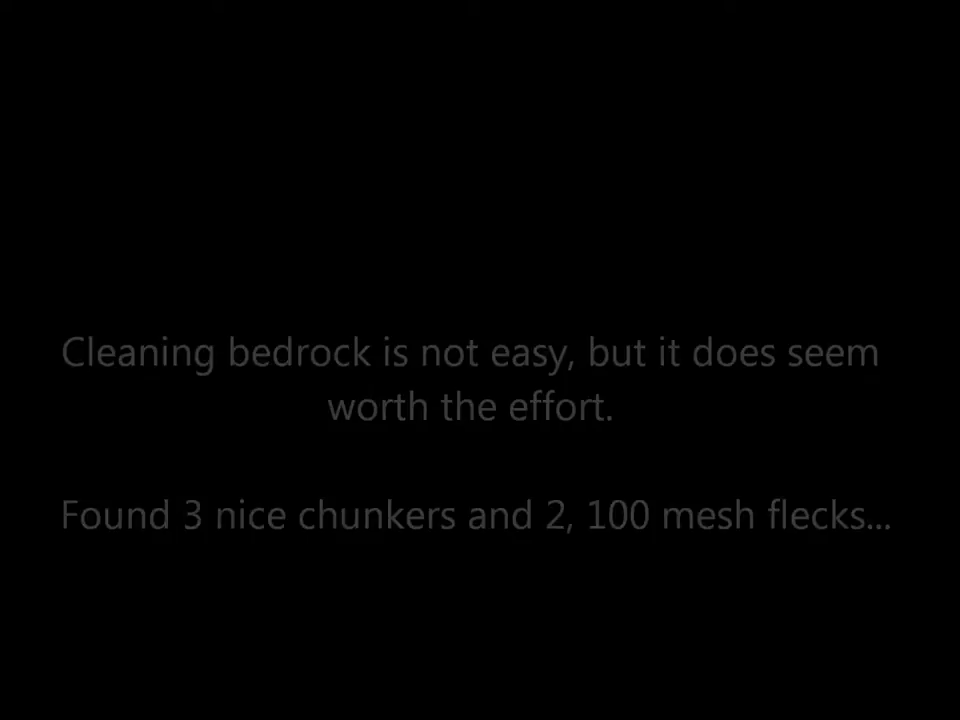 Cleaning bedrock is not easy, but it does seem
worth the effort.
Found 3 nice chunkers and 2, 100 mesh flecks...